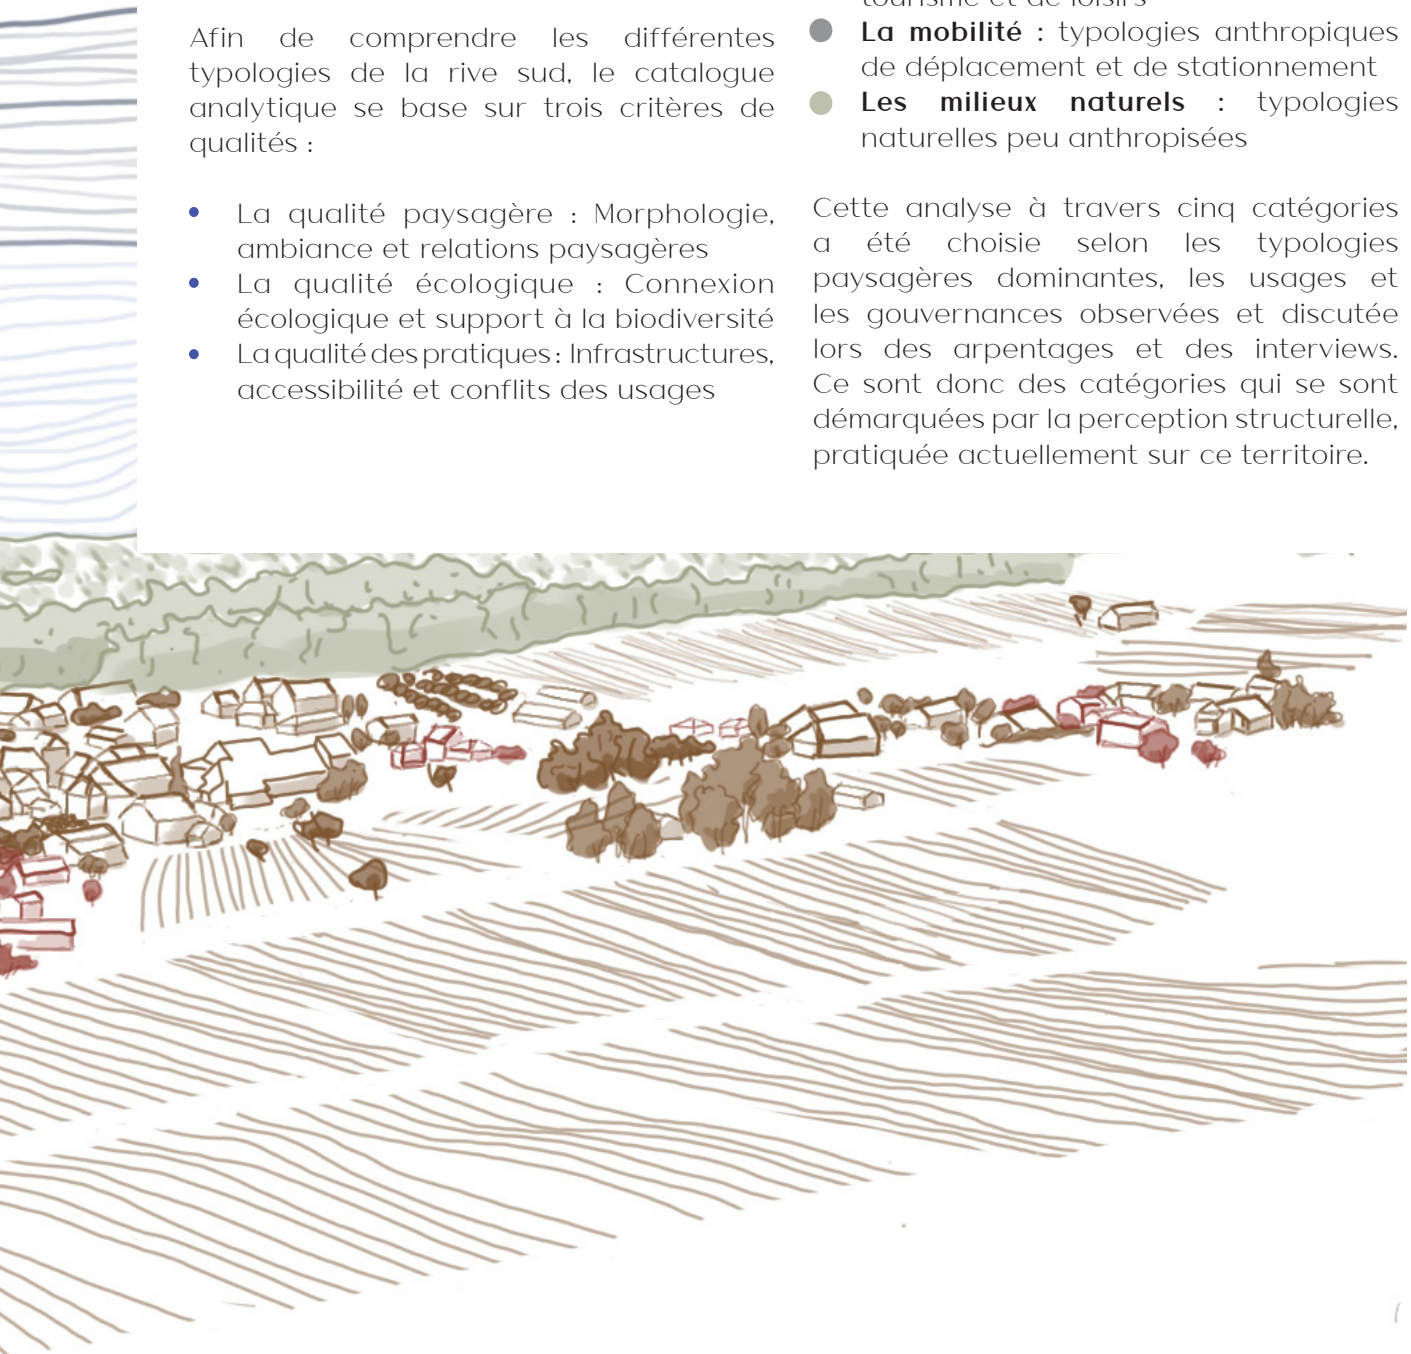 Afin de comprendre les différentes
typologies de la rive sud, le catalogue
analytique se base sur trois critères de
qualités :
La qualité paysagère : Morphologie,
ambiance et relations paysagères
La qualité écologique : Connexion
écologique et support à la biodiversité
La qualité des pratiques : Infrastructures,
accessibilité et conflits des usages
tourisme et de loisirs
La mobilité : typologies anthropiques
de déplacement et de stationnement
Les milieux naturels : typologies
naturelles peu anthropisées
Cette analyse à travers cinq catégories
a été choisie selon les typologies
paysagères dominantes, les usages et
les gouvernances observées et discutée
lors des arpentages et des interviews.
Ce sont donc des catégories qui se sont
démarquées par la perception structurelle,
pratiquée actuellement sur ce territoire.